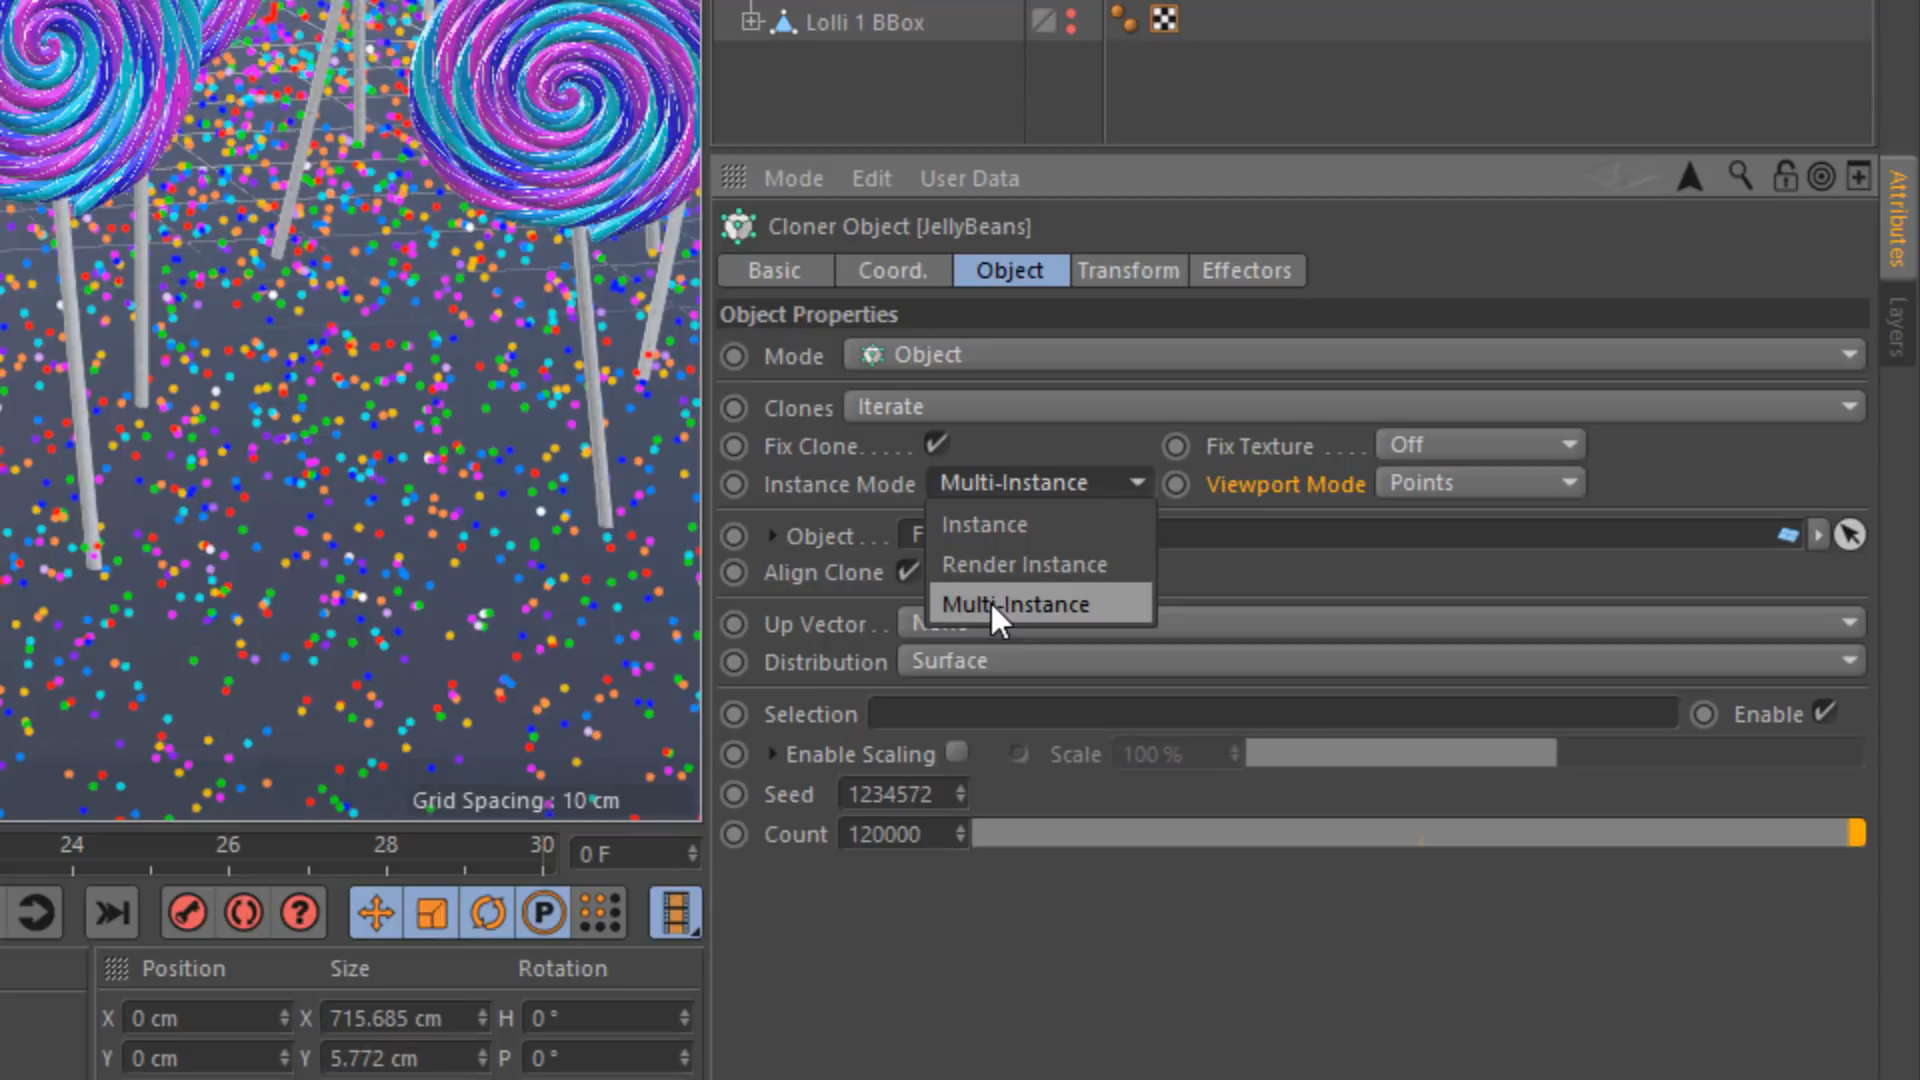 Lolli 1 BBox
Mode Edit User Data
Attributes
Layers
Cloner Object [JellyBeans]
Basic Coord. Object Transform Effectors
Object Properties
Mode Object
Clones Iterate
Fix Clone..... Fix Texture .... Off
Instance Mode Multi-Instance Viewport Mode Points
Instance
Render Instance
Multi-Instance
Object ... F
Align Clone
Up Vector ..
Distribution Surface
Selection Enable
Enable Scaling Scale 100 %
Seed 1234572
Count 120000
Grid Spacing : 10 cm
24 26 28 30 0 F
P
Position Size Rotation
X 0 cm X 715.685 cm H 0 °
Y 0 cm Y 5.772 cm P 0 °